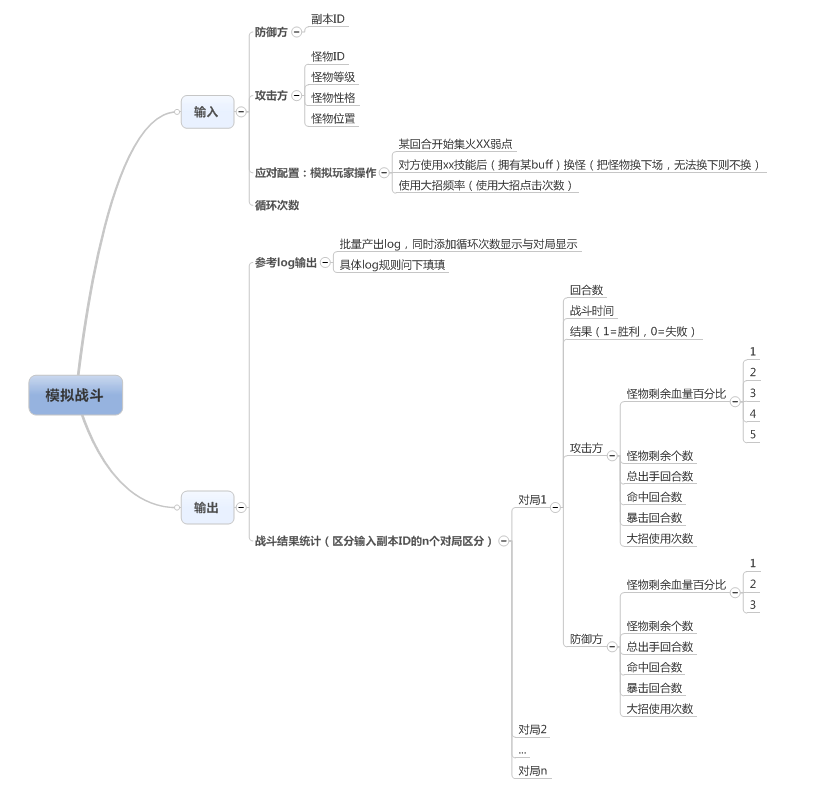 模拟战斗
输入
防御方
副本ID
攻击方
怪物ID
怪物等级
怪物性格
怪物位置
应对配置：模拟玩家操作
某回合开始集火XX弱点
对方使用xx技能后（拥有某buff）换怪（把怪物换下场，无法换下则不换）
使用大招频率（使用大招点击次数）
循环次数
输出
参考log输出
批量产出log，同时添加循环次数显示与对局显示
具体log规则问下瑱瑱
战斗结果统计（区分输入副本ID的n个对局区分）
对局1
回合数
战斗时间
结果（1=胜利，0=失败）
攻击方
怪物剩余血量百分比
1
2
3
4
5
怪物剩余个数
总出手回合数
命中回合数
暴击回合数
大招使用次数
防御方
怪物剩余血量百分比
1
2
3
怪物剩余个数
总出手回合数
命中回合数
暴击回合数
大招使用次数
对局2
...
对局n